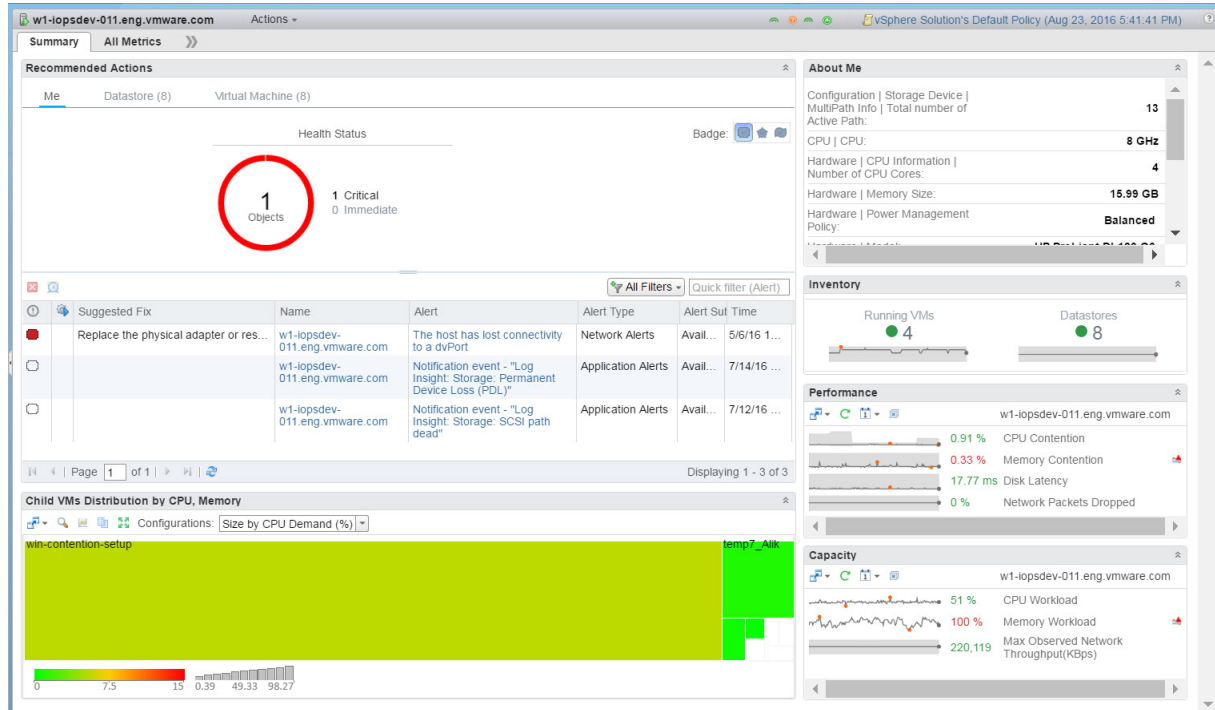 w1-iopsdev-011.eng.vmware.com Actions
vSphere Solution's Default Policy (Aug 23, 2016 5:41:41 PM)
Summary All Metrics
Recommended Actions
Me Datastore (8) Virtual Machine (8)
Health Status
Badge:
1
Objects
1 Critical
0 Immediate
All Filters Quick filter (Alert)
Suggested Fix Name Alert Alert Type Alert Sul Time
Replace the physical adapter or res... w1-iopsdev-011.eng.vmware.com The host has lost connectivity to a dvPort Network Alerts Avail... 5/6/16 1...
w1-iopsdev-011.eng.vmware.com Notification event - "Log Insight: Storage: Permanent Device Loss (PDL)" Application Alerts Avail... 7/14/16 ...
w1-iopsdev-011.eng.vmware.com Notification event - "Log Insight: Storage: SCSI path dead" Application Alerts Avail... 7/12/16 ...
Page 1 of 1
Displaying 1 - 3 of 3
Child VMs Distribution by CPU, Memory
Configurations: Size by CPU Demand (%)
win-contention-setup temp7_Alik
0 7.5 15 0.39 49.33 98.27
About Me
Configuration | Storage Device |
MultiPath Info | Total number of
Active Path:
13
CPU | CPU: 8 GHz
Hardware | CPU Information |
Number of CPU Cores:
4
Hardware | Memory Size: 15.99 GB
Hardware | Power Management
Policy:
Balanced
Inventory
Running VMs Datastores
4 8
Performance
w1-iopsdev-011.eng.vmware.com
0.91 % CPU Contention
0.33 % Memory Contention
17.77 ms Disk Latency
0 % Network Packets Dropped
Capacity
w1-iopsdev-011.eng.vmware.com
51 % CPU Workload
100 % Memory Workload
220,119 Max Observed Network
Throughput(KBps)